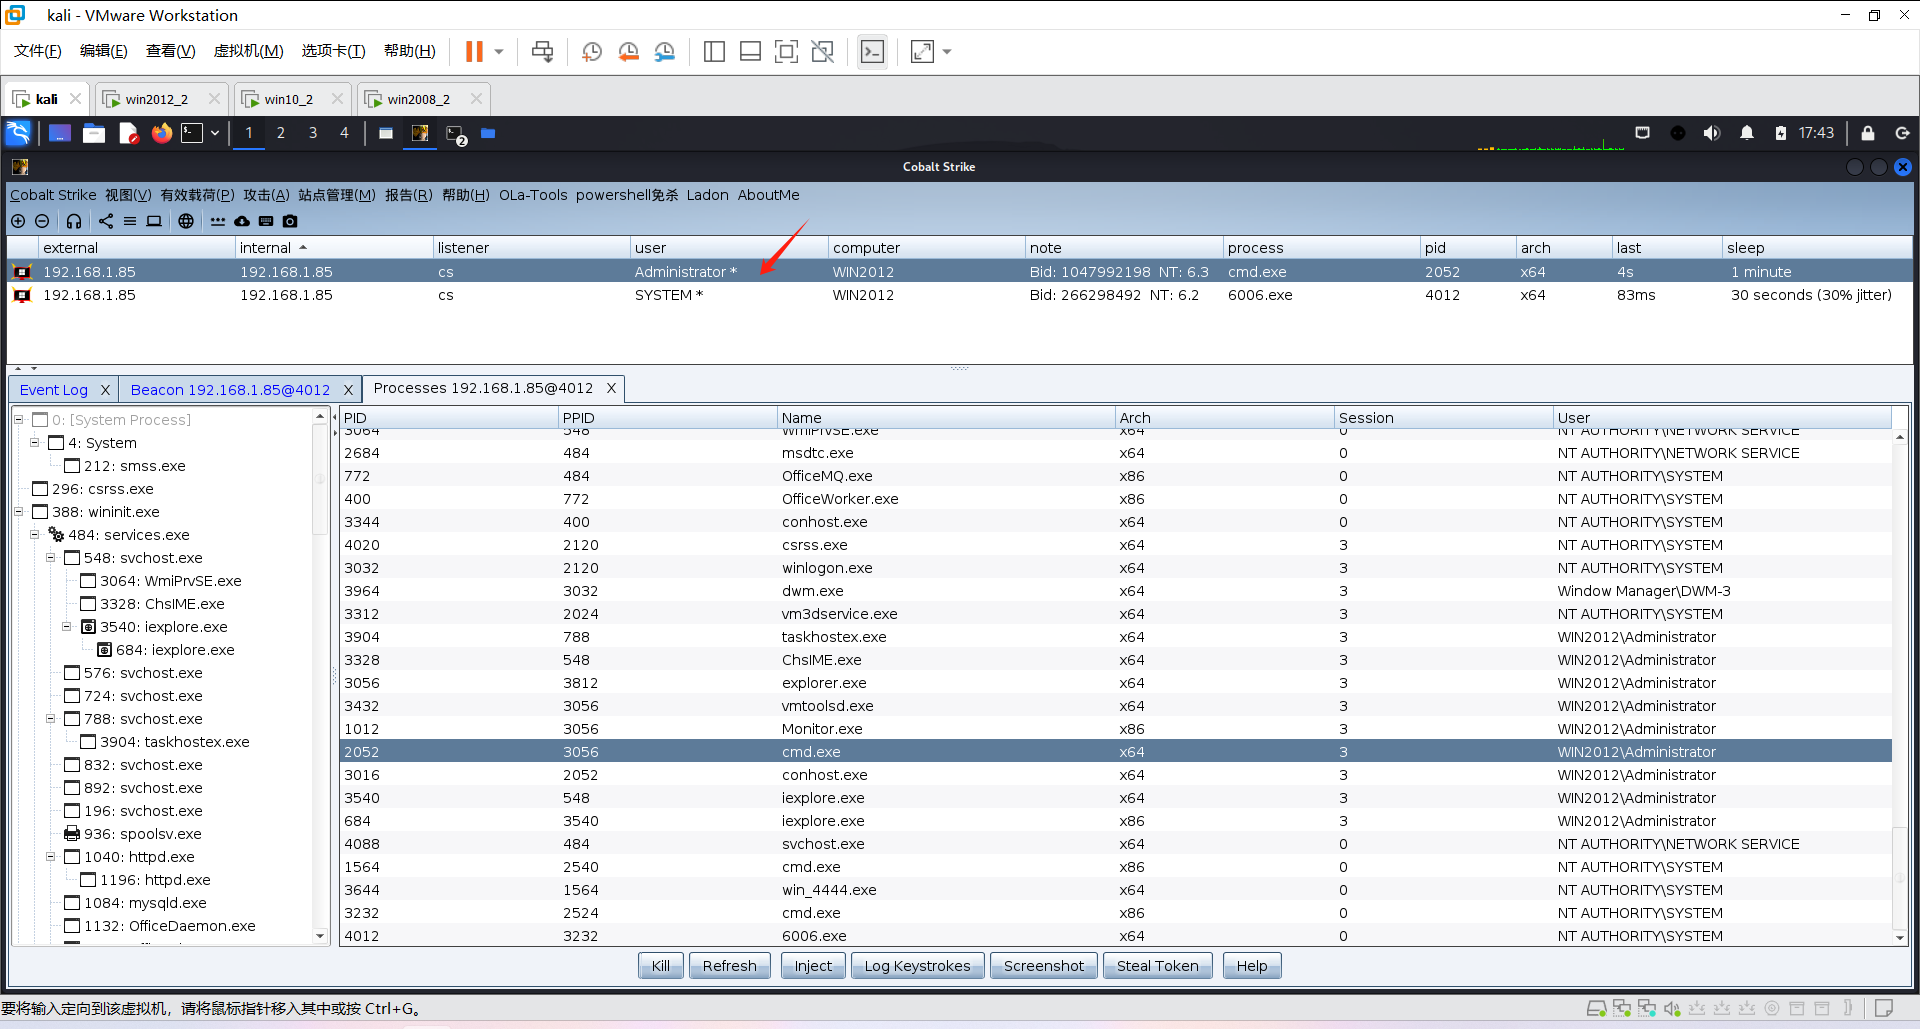 kali - VMware Workstation
文件(F) 编辑(E) 查看(V) 虚拟机(M) 选项卡(T) 帮助(H)
kali win2012_2 win10_2 win2008_2
1 2 3 4 2 17:43
Cobalt Strike
Cobalt Strike 视图(V) 有效载荷(P) 攻击(A) 站点管理(M) 报告(R) 帮助(H) OLa-Tools powershell免杀 Ladon AboutMe
external internal listener user computer note process pid arch last sleep
192.168.1.85 192.168.1.85 cs Administrator * WIN2012 Bid: 1047992198 NT: 6.3 cmd.exe 2052 x64 4s 1 minute
192.168.1.85 192.168.1.85 cs SYSTEM * WIN2012 Bid: 266298492 NT: 6.2 6006.exe 4012 x64 83ms 30 seconds (30% jitter)
Event Log X Beacon 192.168.1.85@4012 X Processes 192.168.1.85@4012 X
0: [System Process]
4: System
212: smss.exe
296: csrss.exe
388: wininit.exe
484: services.exe
548: svchost.exe
3064: WmiPrvSE.exe
3328: ChsIME.exe
3540: iexplore.exe
684: iexplore.exe
576: svchost.exe
724: svchost.exe
788: svchost.exe
3904: taskhostex.exe
832: svchost.exe
892: svchost.exe
196: svchost.exe
936: spoolsv.exe
1040: httpd.exe
1196: httpd.exe
1084: mysqld.exe
1132: OfficeDaemon.exe
PID PPID Name Arch Session User
3064 548 WmiPrvSE.exe x64 0 NT AUTHORITY\NETWORK SERVICE
2684 484 msdtc.exe x64 0 NT AUTHORITY\NETWORK SERVICE
772 484 OfficeMQ.exe x86 0 NT AUTHORITY\SYSTEM
400 772 OfficeWorker.exe x86 0 NT AUTHORITY\SYSTEM
3344 400 conhost.exe x64 0 NT AUTHORITY\SYSTEM
4020 2120 csrss.exe x64 3 NT AUTHORITY\SYSTEM
3032 2120 winlogon.exe x64 3 NT AUTHORITY\SYSTEM
3964 3032 dwm.exe x64 3 Window Manager\DWM-3
3312 2024 vm3dservice.exe x64 3 NT AUTHORITY\SYSTEM
3904 788 taskhostex.exe x64 3 WIN2012\Administrator
3328 548 ChsIME.exe x64 3 WIN2012\Administrator
3056 3812 explorer.exe x64 3 WIN2012\Administrator
3432 3056 vmtoolsd.exe x64 3 WIN2012\Administrator
1012 3056 Monitor.exe x86 3 WIN2012\Administrator
2052 3056 cmd.exe x64 3 WIN2012\Administrator
3016 2052 conhost.exe x64 3 WIN2012\Administrator
3540 548 iexplore.exe x64 3 WIN2012\Administrator
684 3540 iexplore.exe x86 3 WIN2012\Administrator
4088 484 svchost.exe x64 0 NT AUTHORITY\NETWORK SERVICE
1564 2540 cmd.exe x86 0 NT AUTHORITY\SYSTEM
3644 1564 win_4444.exe x64 0 NT AUTHORITY\SYSTEM
3232 2524 cmd.exe x86 0 NT AUTHORITY\SYSTEM
4012 3232 6006.exe x64 0 NT AUTHORITY\SYSTEM
Kill Refresh Inject Log Keystrokes Screenshot Steal Token Help
要将输入定向到该虚拟机，请将鼠标指针移入其中或按 Ctrl+G。